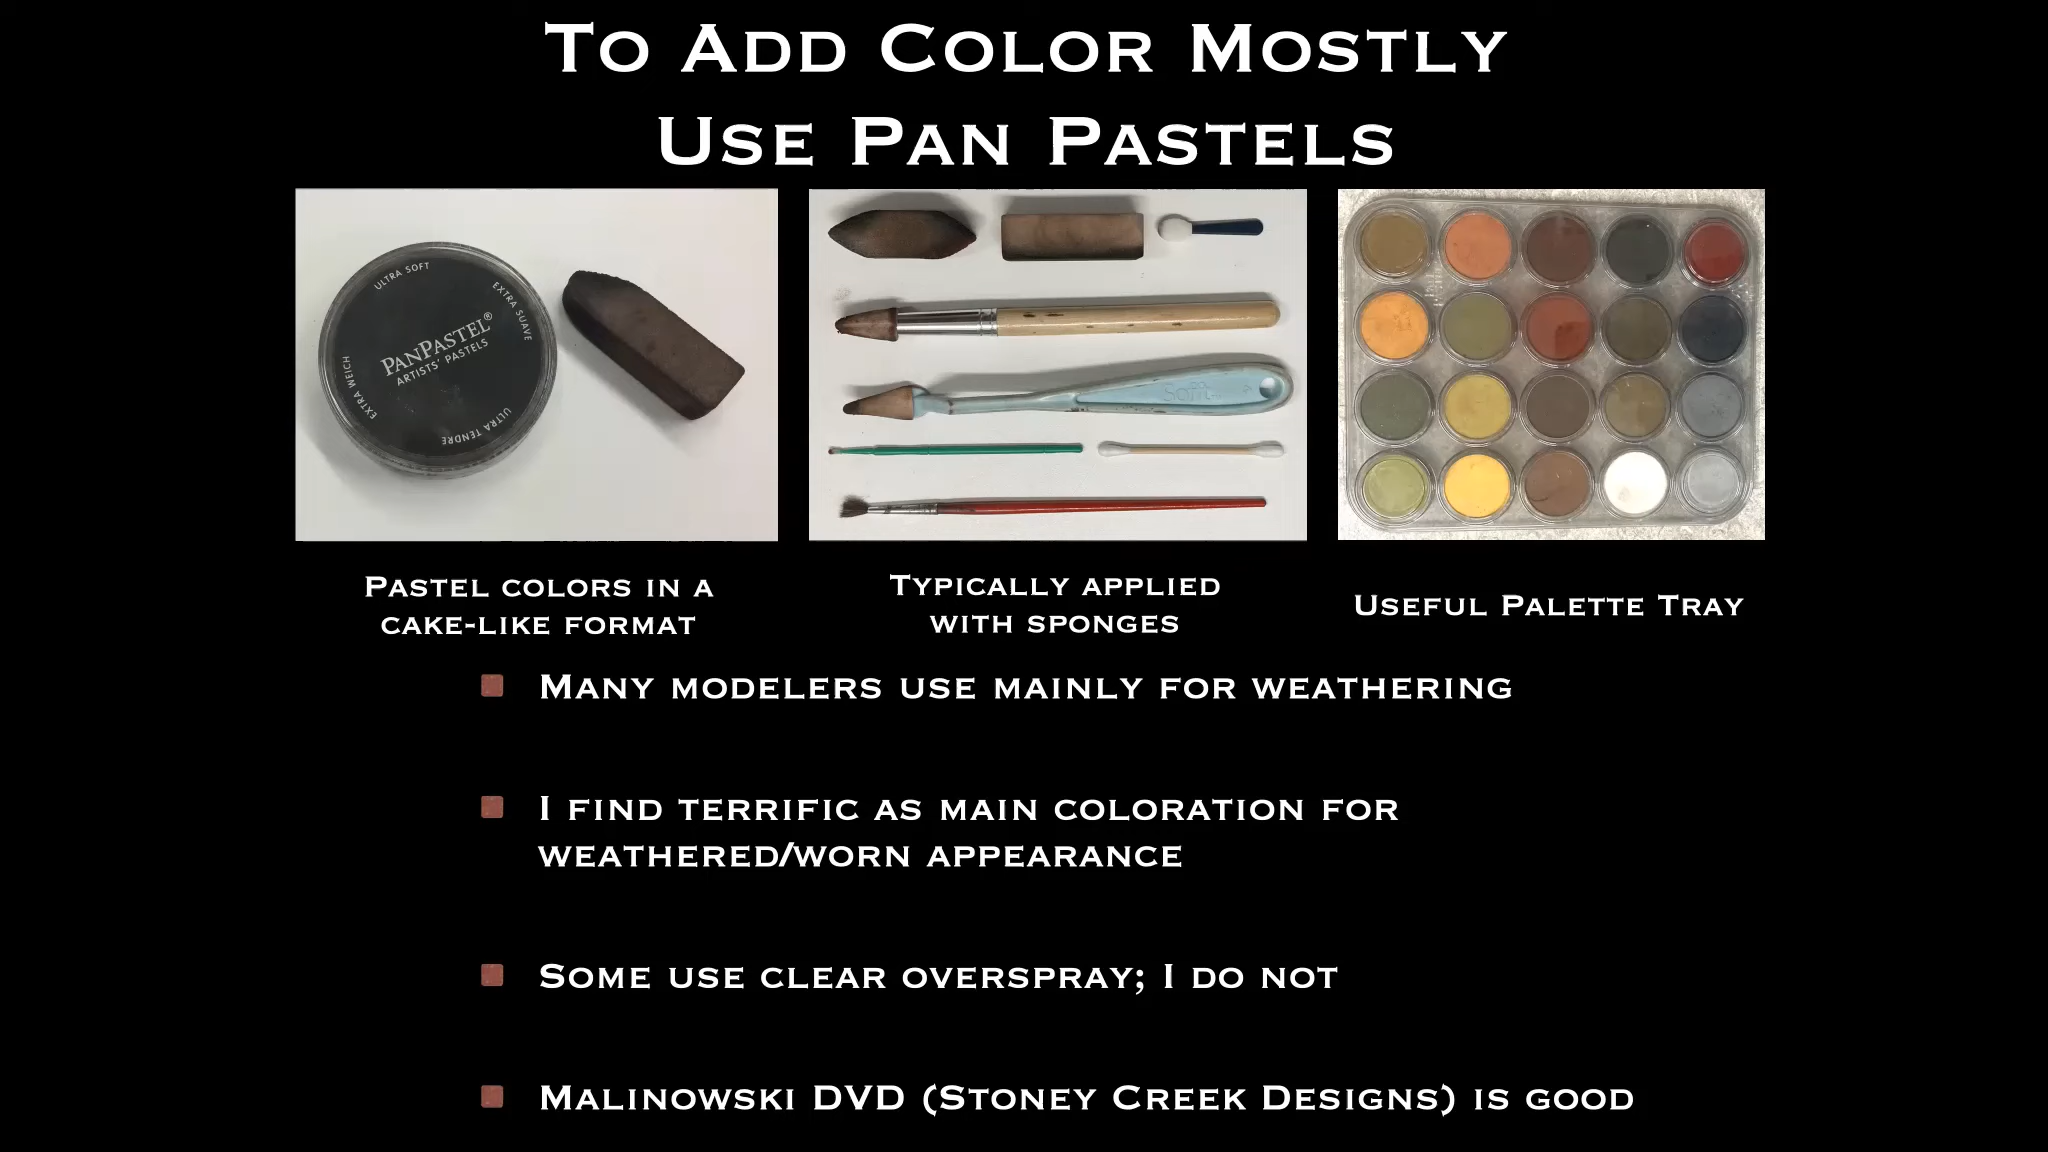 To Add Color Mostly
Use Pan Pastels
ULTRA SOFT
EXTRA SUAVE
PANPASTEL®
ARTISTS' PASTELS
EXTRA WEICH
ULTRA TENDRE
Pastel colors in a
cake-like format
Typically applied
with sponges
Useful Palette Tray
Many modelers use mainly for weathering
I find terrific as main coloration for
weathered/worn appearance
Some use clear overspray; I do not
Malinowski DVD (Stoney Creek Designs) is good